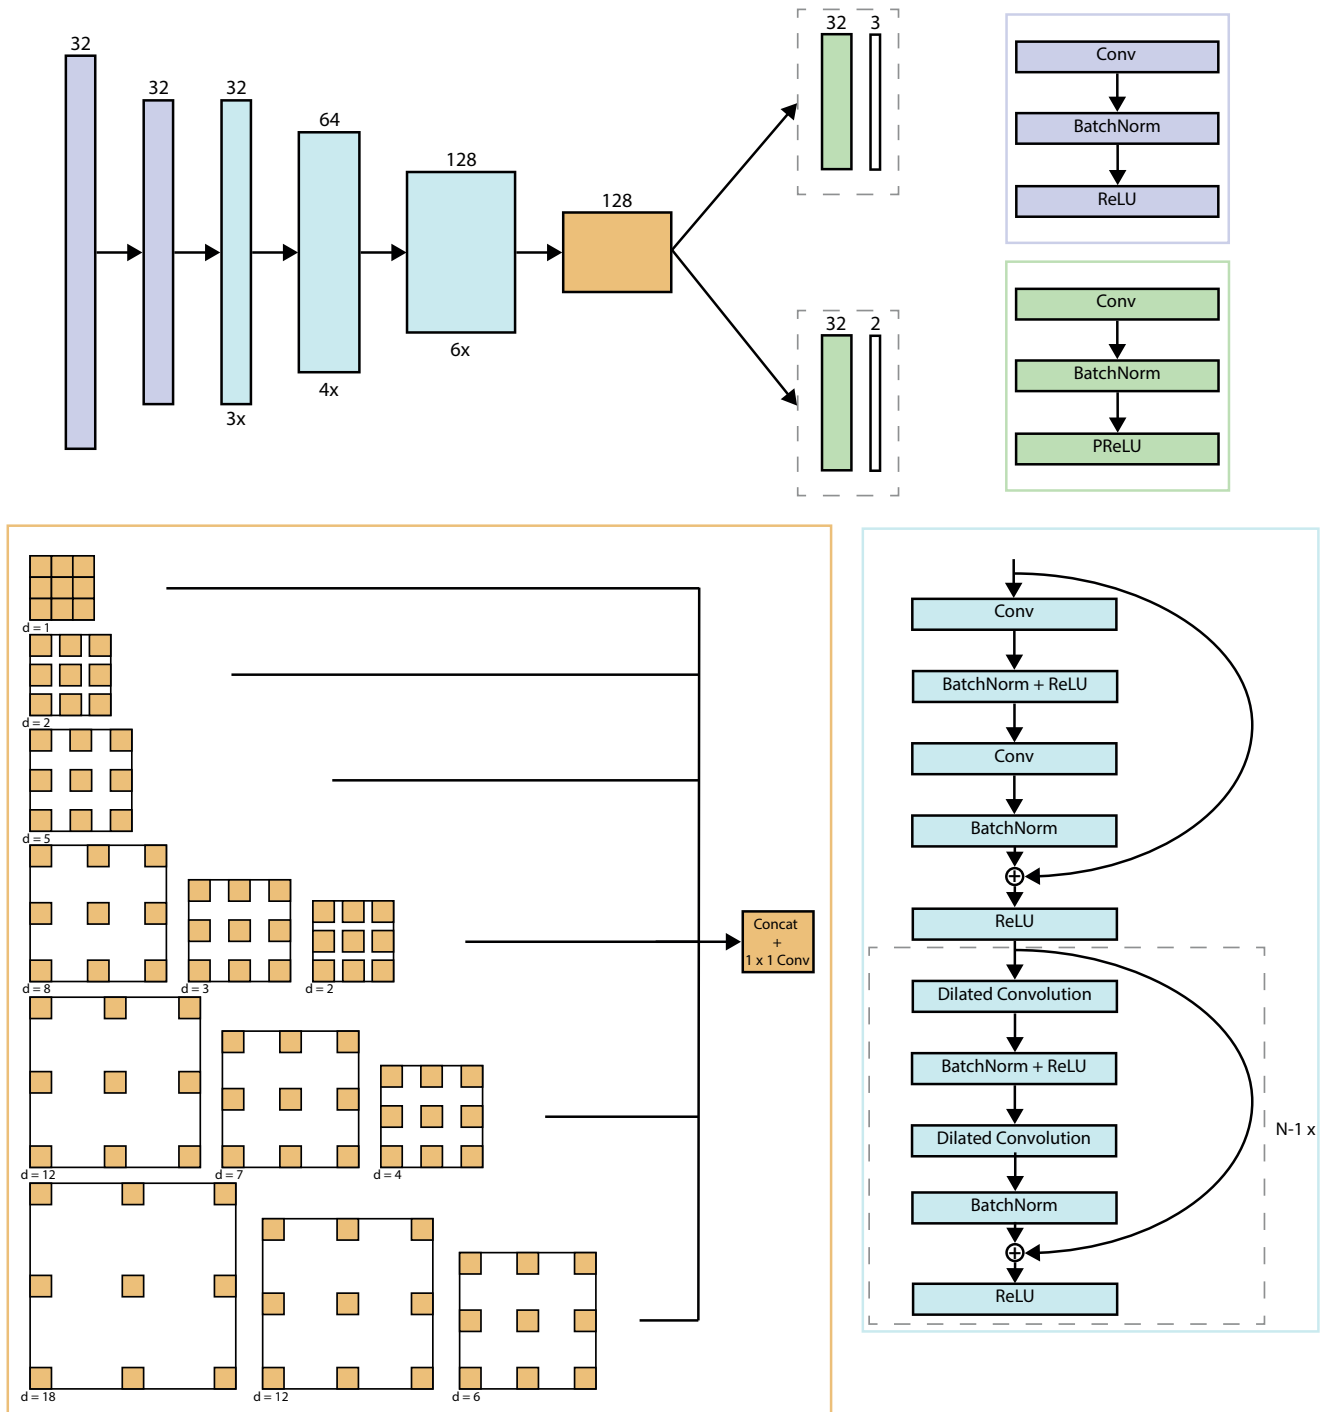 32
32
32
64
128
128
3x
4x
6x
32 3
32 2
Conv
BatchNorm
ReLU
Conv
BatchNorm
PReLU
d = 1
d = 2
d = 5
d = 8
d = 3
d = 2
d = 12
d = 7
d = 4
d = 18
d = 12
d = 6
Concat
+
1 x 1 Conv
Conv
BatchNorm + ReLU
Conv
BatchNorm
+
ReLU
Dilated Convolution
BatchNorm + ReLU
Dilated Convolution
BatchNorm
+
ReLU
N-1 x